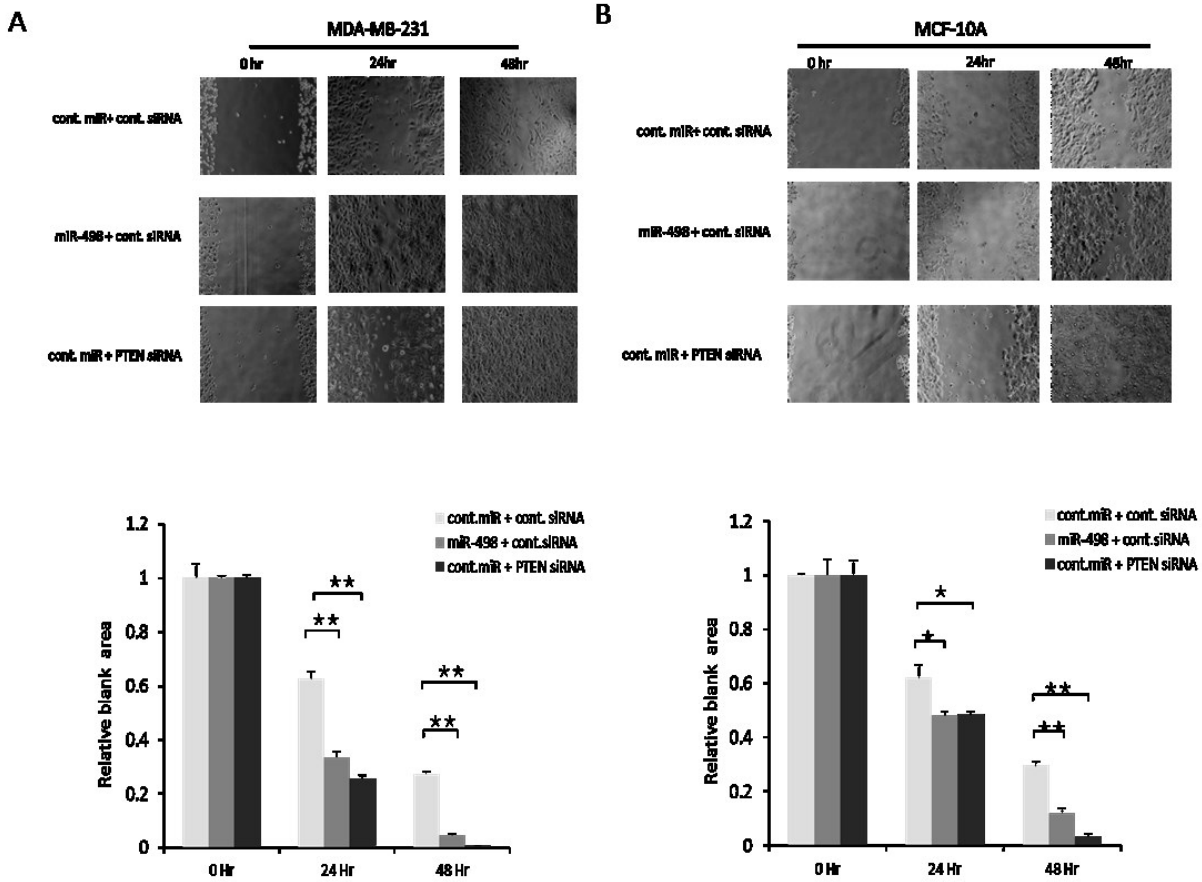 A
MDA-MB-231
0 hr
24hr
48hr
cont. miR+ cont. siRNA
miR-498 + cont. siRNA
cont. miR + PTEN siRNA
B
MCF-10A
0 hr
24hr
48hr
cont. miR+ cont. siRNA
miR-498 + cont. siRNA
cont. miR + PTEN siRNA
cont.miR + cont. siRNA
miR-498 + cont.siRNA
cont.miR + PTEN siRNA
Relative blank area
1.2
1
0.8
0.6
0.4
0.2
0
**
**
**
**
0 Hr
24 Hr
48 Hr
cont.miR + cont. siRNA
miR-498 + cont.siRNA
cont.miR + PTEN siRNA
Relative blank area
1.2
1
0.8
0.6
0.4
0.2
0
*
*
**
**
0 Hr
24 Hr
48 Hr